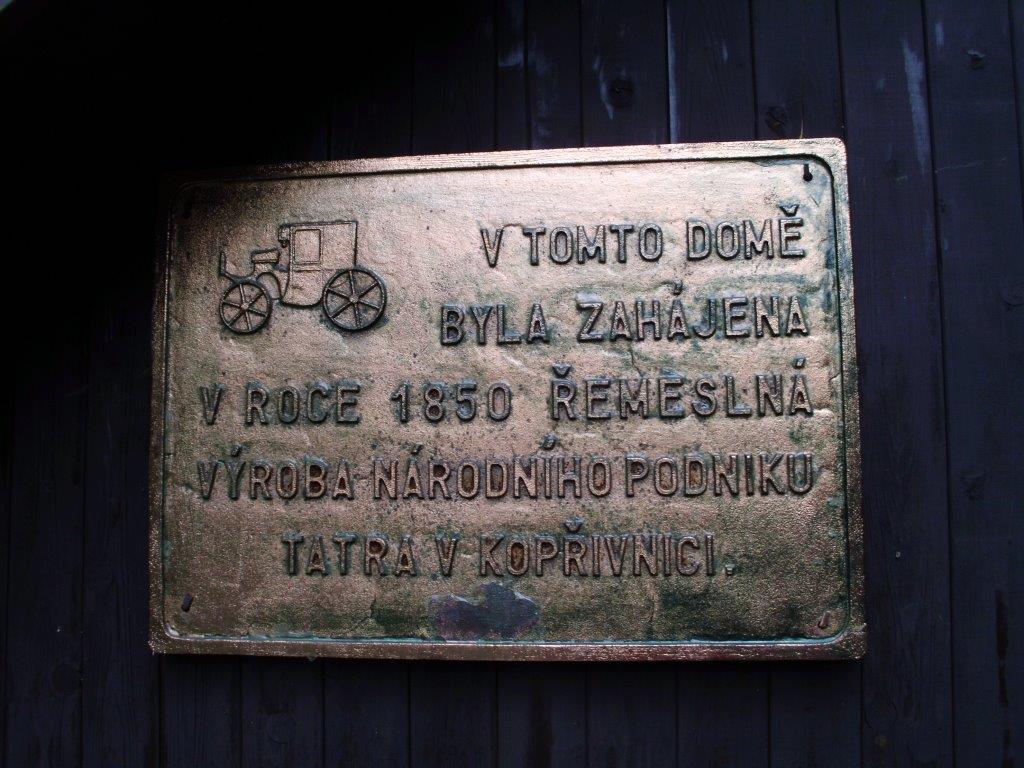 V TOMTO DOMĚ
BYLA ZAHÁJENA
V ROCE 1850 ŘEMESLNÁ
VÝROBA NÁRODNÍHO PODNIKU
TATRA V KOPŘIVNICI.